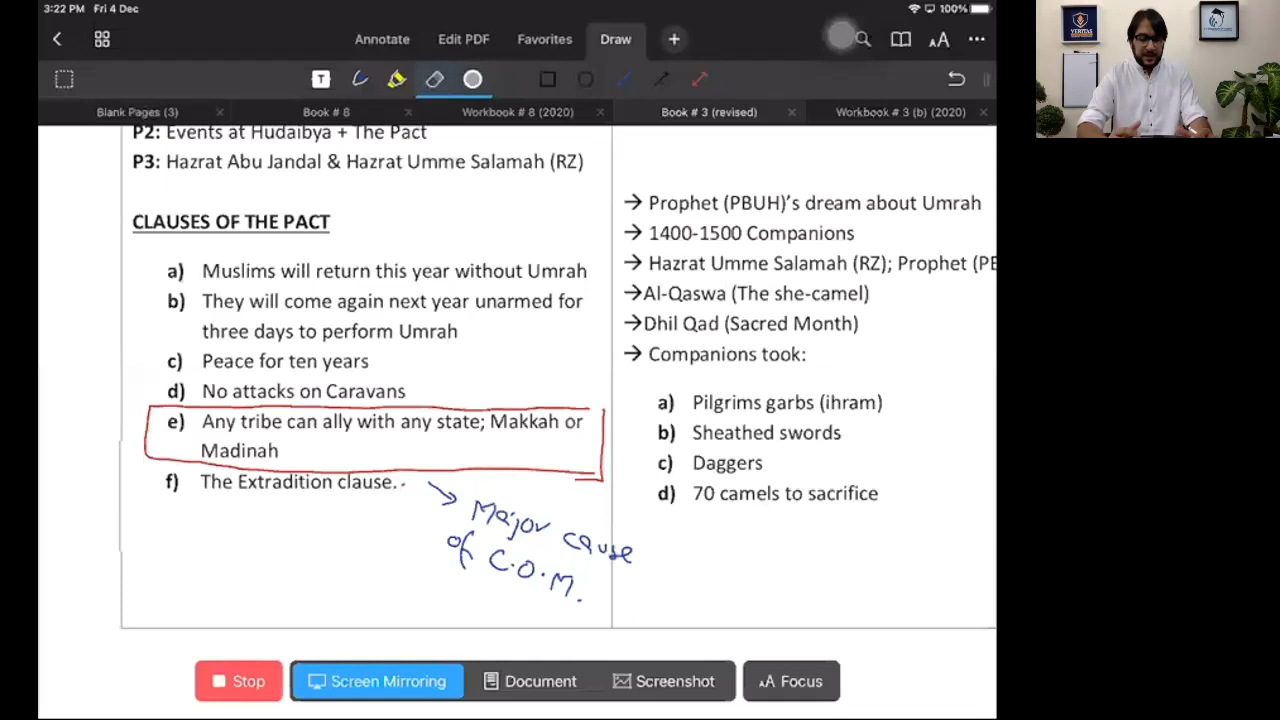 3:22 PM Fri 4 Dec
100%
Annotate Edit PDF Favorites Draw
AA
T
Blank Pages (3) Book # 8 Workbook # 8 (2020) Book # 3 (revised) Workbook # 3 (b) (2020)
P2: Events at Hudaibya + The Pact
P3: Hazrat Abu Jandal & Hazrat Umme Salamah (RZ)
CLAUSES OF THE PACT
a) Muslims will return this year without Umrah
b) They will come again next year unarmed for
three days to perform Umrah
c) Peace for ten years
d) No attacks on Caravans
e) Any tribe can ally with any state; Makkah or
Madinah
f) The Extradition clause.
→ Major cause
of C.O.M.
→ Prophet (PBUH)’s dream about Umrah
→ 1400-1500 Companions
→ Hazrat Umme Salamah (RZ); Prophet (PB
→Al-Qaswa (The she-camel)
→Dhil Qad (Sacred Month)
→ Companions took:
a) Pilgrims garbs (ihram)
b) Sheathed swords
c) Daggers
d) 70 camels to sacrifice
Stop Screen Mirroring Document Screenshot AA Focus
VERITAS